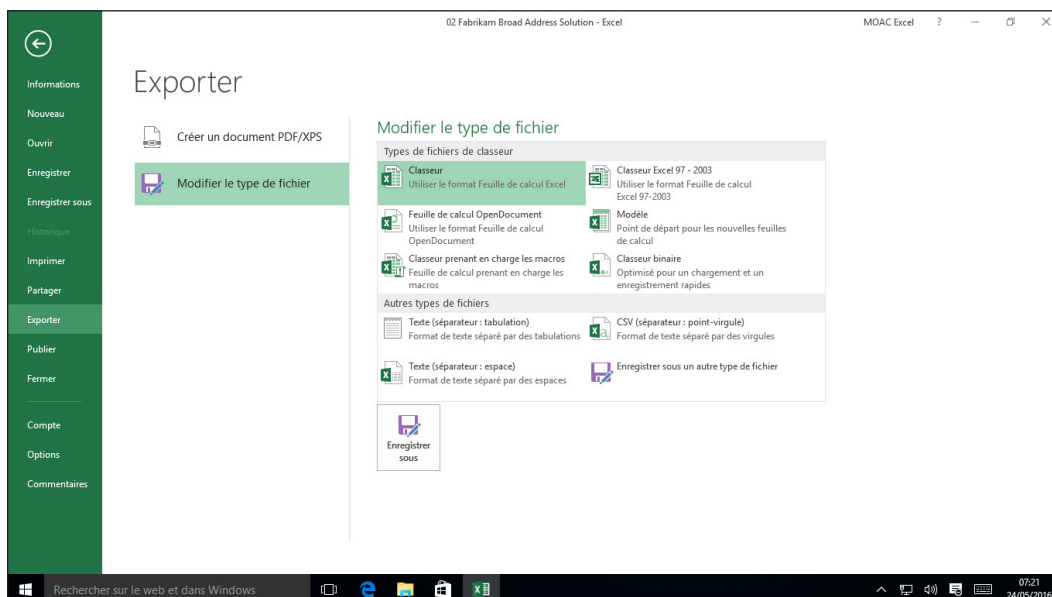 02 Fabrikam Broad Address Solution - Excel
MOAC Excel
?
Informations
Nouveau
Ouvrir
Enregistrer
Enregistrer sous
Historique
Imprimer
Partager
Exporter
Publier
Fermer
Compte
Options
Commentaires
Exporter
Créer un document PDF/XPS
Modifier le type de fichier
Modifier le type de fichier
Types de fichiers de classeur
Classeur
Utiliser le format Feuille de calcul Excel
Classeur Excel 97 - 2003
Utiliser le format Feuille de calcul
Excel 97-2003
Feuille de calcul OpenDocument
Utiliser le format Feuille de calcul
OpenDocument
Modèle
Point de départ pour les nouvelles feuilles
de calcul
Classeur prenant en charge les macros
Feuille de calcul prenant en charge les
macros
Classeur binaire
Optimisé pour un chargement et un
enregistrement rapides
Autres types de fichiers
Texte (séparateur : tabulation)
Format de texte séparé par des tabulations
CSV (séparateur : point-virgule)
Format de texte séparé par des virgules
Texte (séparateur : espace)
Format de texte séparé par des espaces
Enregistrer sous un autre type de fichier
Enregistrer
sous
Rechercher sur le web et dans Windows
07:21
24/05/2016